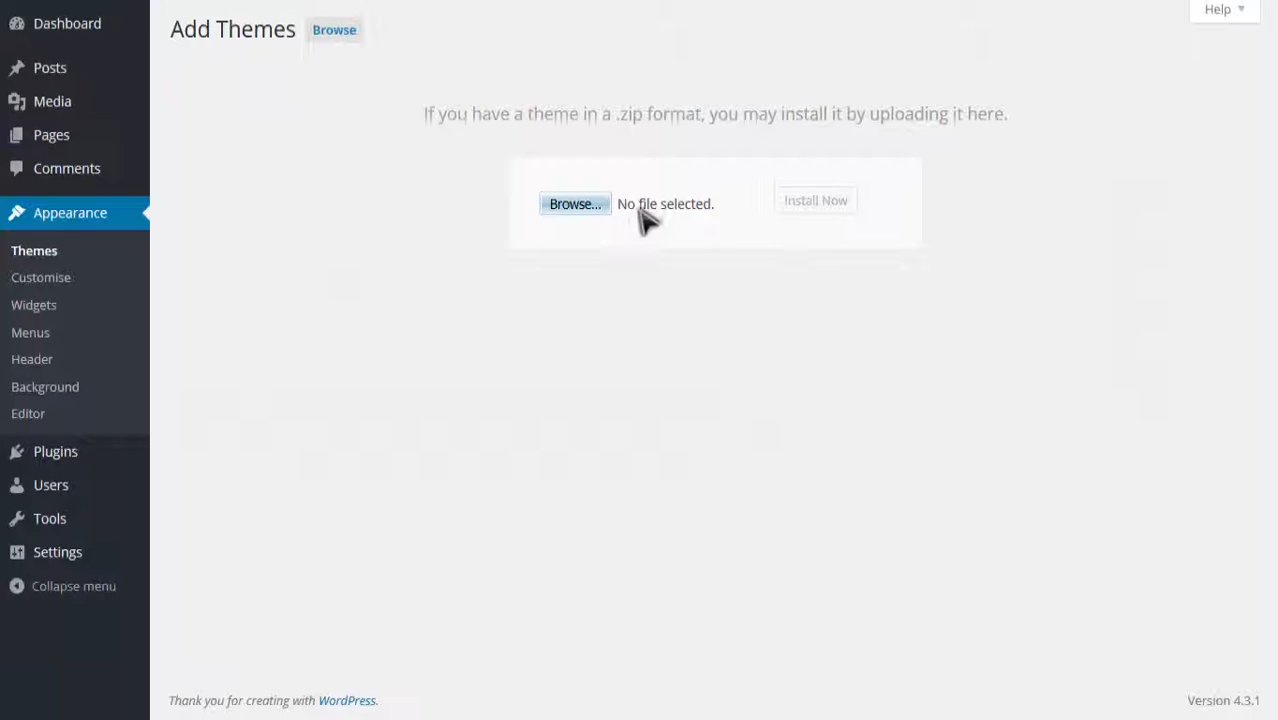 Dashboard
Posts
Media
Pages
Comments
Appearance
Themes
Customise
Widgets
Menus
Header
Background
Editor
Plugins
Users
Tools
Settings
Collapse menu
Add Themes Browse
Help
If you have a theme in a .zip format, you may install it by uploading it here.
Browse... No file selected. Install Now
Thank you for creating with WordPress.
Version 4.3.1